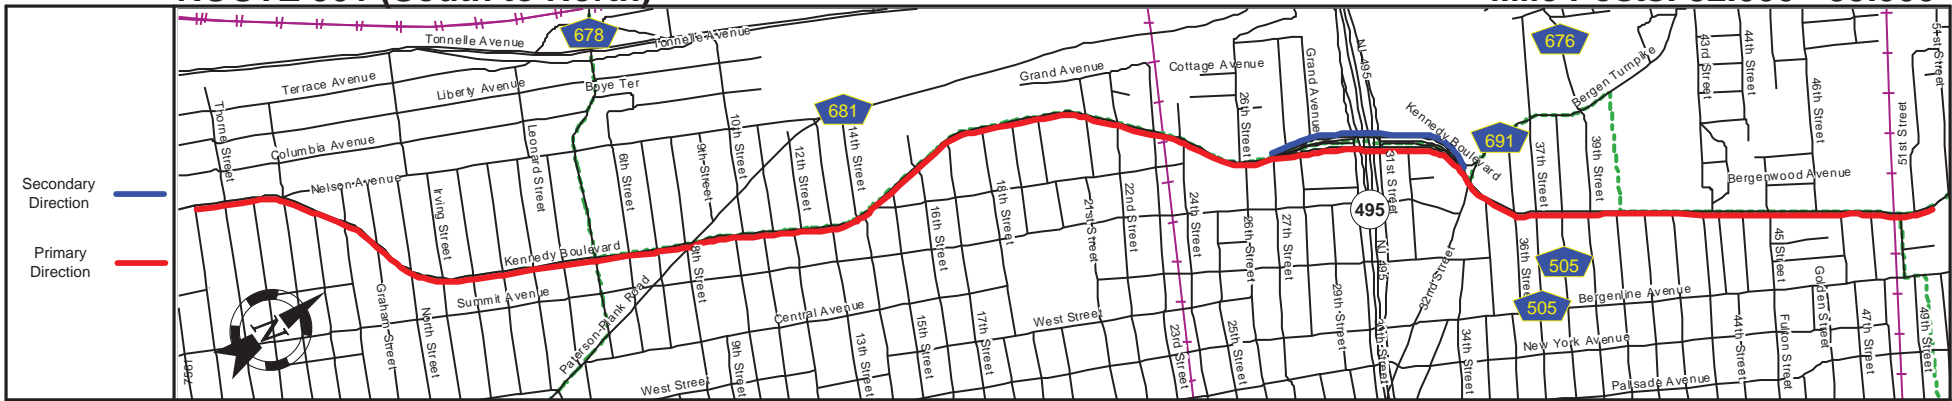 Secondary
Direction
Primary
Direction
678
676
681
691
495
505
505
Tonnelle Avenue
Tonnelle Avenue
Terrace Avenue
Liberty Avenue
Boye Ter
Columbia Avenue
Nelson Avenue
Thorne Street
Leonard Street
Irving Street
6th Street
9th Street
10th Street
12th Street
14th Street
Grand Avenue
Cottage Avenue
Grand Avenue
26th Street
NJ 495
Kennedy Boulevard
Bergen Turnpike
43rd Street
44th Street
46th Street
51st Street
51st Street
37th Street
39th Street
31st Street
Bergenwood Avenue
Kennedy Boulevard
Summit Avenue
Graham Street
North Street
Paterson Plank Road
8th Street
16th Street
18th Street
21st Street
22nd Street
24th Street
26th Street
27th Street
NJ 495
32nd Street
36th Street
45 Street
Golden Street
Central Avenue
West Street
West Street
9th Street
13th Street
15th Street
17th Street
23rd Street
25th Street
29th Street
30th Street
34th Street
Bergenline Avenue
New York Avenue
Palisade Avenue
44th Street
Fulton Street
47th Street
49th Street